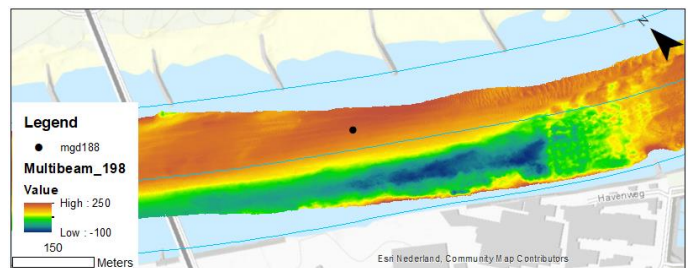 N
Legend
mgd188
Multibeam_198
Value
High : 250
Low : -100
150
Meters
Havenweg
Esri Nederland, Community Map Contributors